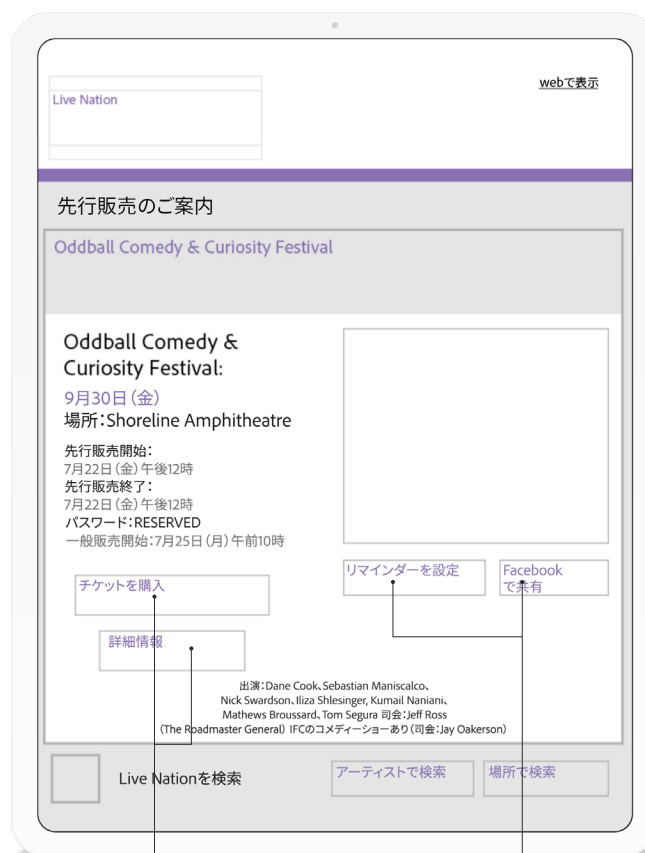 webで表示
Live Nation
先行販売のご案内
Oddball Comedy & Curiosity Festival
Oddball Comedy &
Curiosity Festival:
9月30日（金）
場所：Shoreline Amphitheatre
先行販売開始：
7月22日（金）午後12時
先行販売終了：
7月22日（金）午後12時
パスワード：RESERVED
一般販売開始：7月25日（月）午前10時
チケットを購入
詳細情報
リマインダーを設定
Facebook
で共有
出演：Dane Cook、Sebastian Maniscalco、
Nick Swardson、Iliza Shlesinger, Kumail Naniani、
Mathews Broussard、Tom Segura 司会：Jeff Ross
(The Roadmaster General) IFCのコメディーショーあり（司会：Jay Oakerson）
Live Nationを検索
アーティストで検索
場所で検索